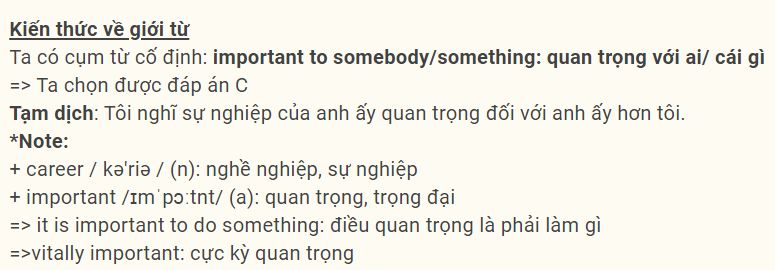 Kiến thức về giới từ
Ta có cụm từ cố định: important to somebody/something: quan trọng với ai/ cái gì
=> Ta chọn được đáp án C
Tạm dịch: Tôi nghĩ sự nghiệp của anh ấy quan trọng đối với anh ấy hơn tôi.
*Note:
+ career / kə'riə / (n): nghề nghiệp, sự nghiệp
+ important /ɪmˈpɔːtnt/ (a): quan trọng, trọng đại
=> it is important to do something: điều quan trọng là phải làm gì
=>vitally important: cực kỳ quan trọng